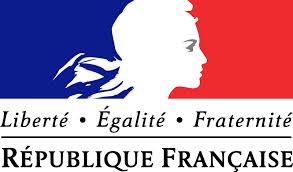 Liberté • Égalité • Fraternité
RÉPUBLIQUE FRANÇAISE